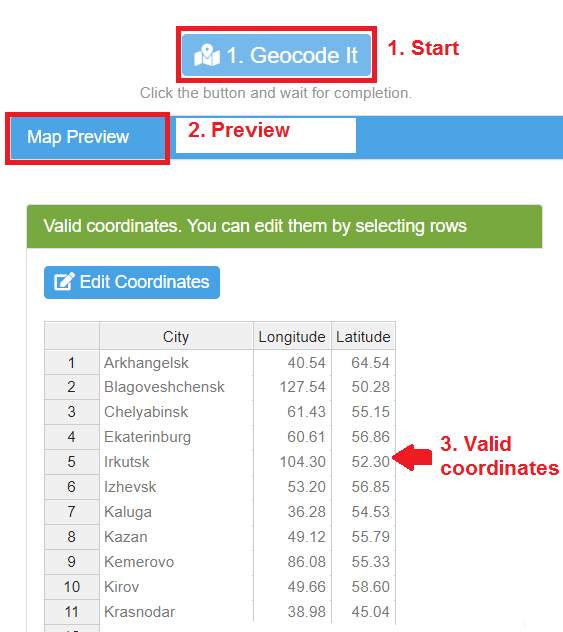 1. Geocode It
1. Start
Click the button and wait for completion.
Map Preview
2. Preview
Valid coordinates. You can edit them by selecting rows
Edit Coordinates
City Longitude Latitude
1 Arkhangelsk 40.54 64.54
2 Blagoveshchensk 127.54 50.28
3 Chelyabinsk 61.43 55.15
4 Ekaterinburg 60.61 56.86
5 Irkutsk 104.30 52.30
6 Izhevsk 53.20 56.85
7 Kaluga 36.28 54.53
8 Kazan 49.12 55.79
9 Kemerovo 86.08 55.33
10 Kirov 49.66 58.60
11 Krasnodar 38.98 45.04
3. Valid
coordinates